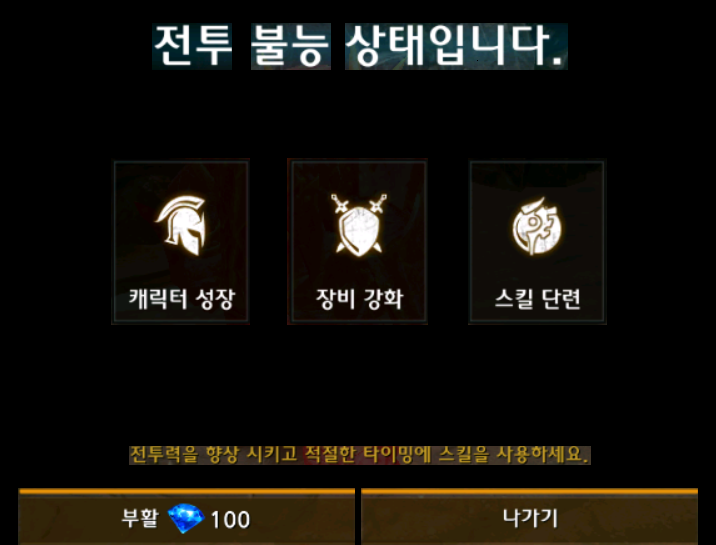 전투 불능 상태입니다.
캐릭터 성장
장비 강화
스킬 단련
전투력을 향상 시키고 적절한 타이밍에 스킬을 사용하세요.
부활 100
나가기